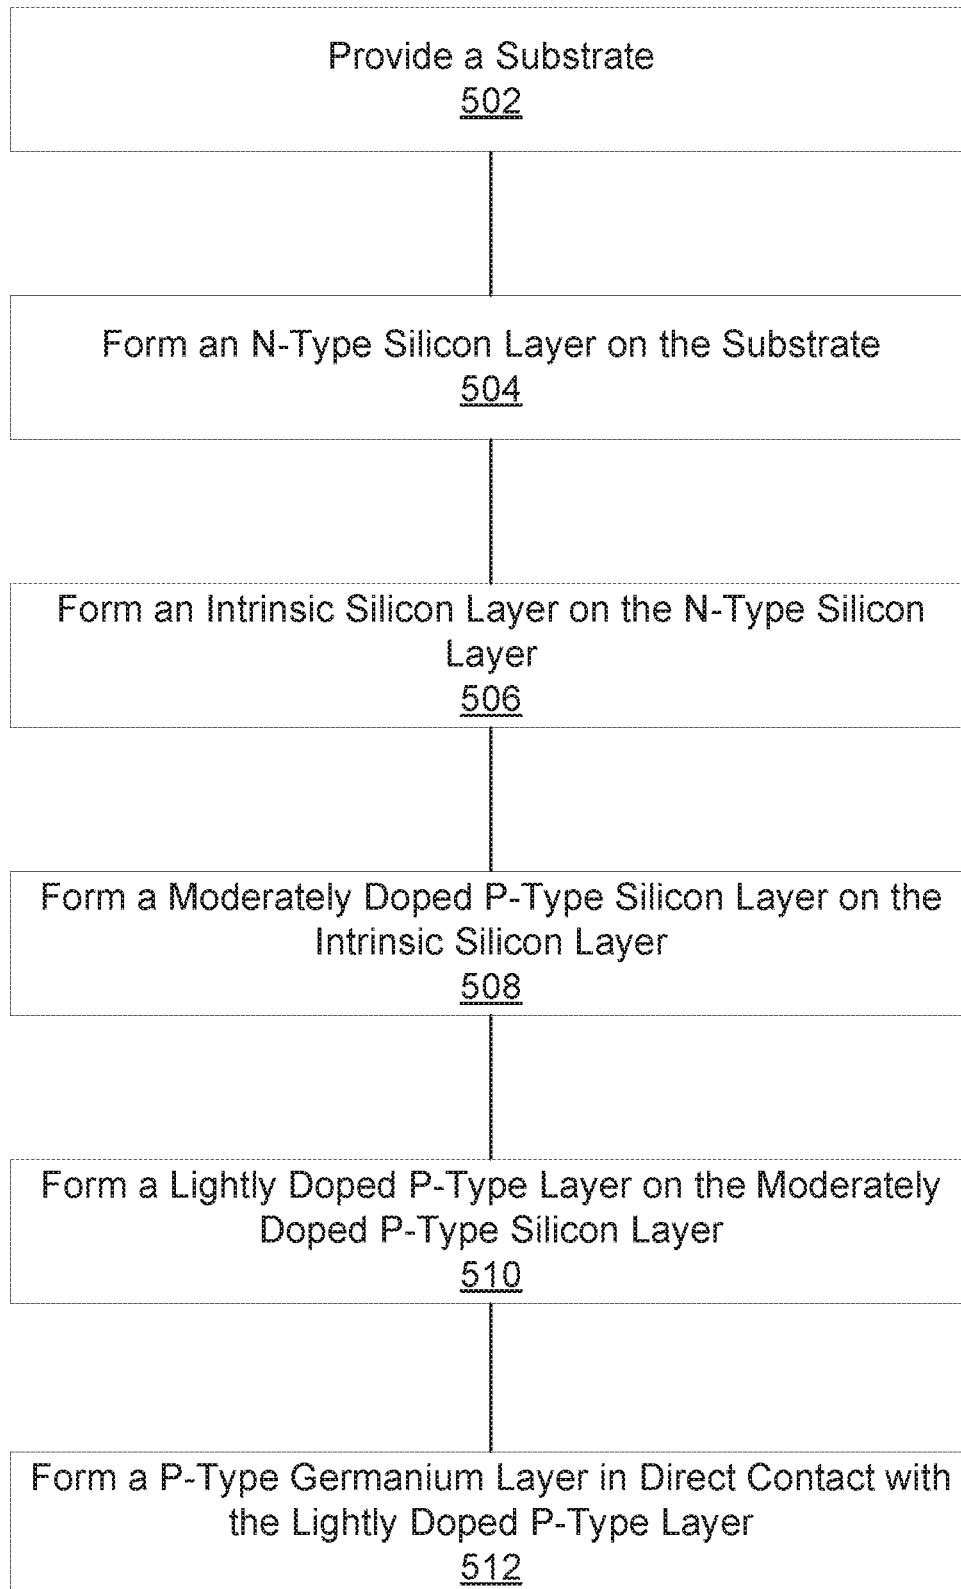 Provide a Substrate
502
Form an N-Type Silicon Layer on the Substrate
504
Form an Intrinsic Silicon Layer on the N-Type Silicon
Layer
506
Form a Moderately Doped P-Type Silicon Layer on the
Intrinsic Silicon Layer
508
Form a Lightly Doped P-Type Layer on the Moderately
Doped P-Type Silicon Layer
510
Form a P-Type Germanium Layer in Direct Contact with
the Lightly Doped P-Type Layer
512